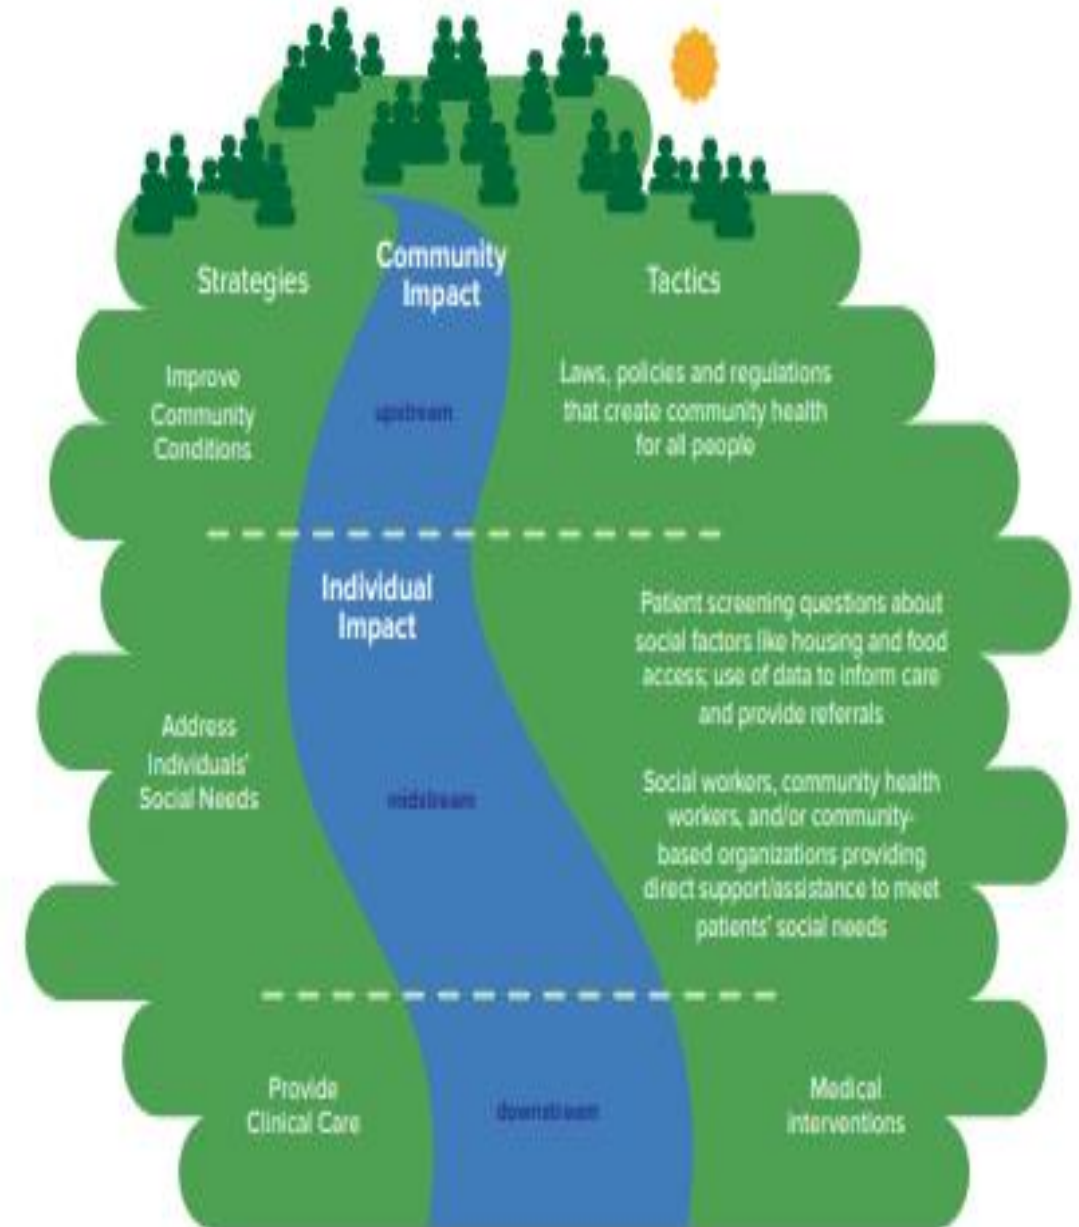 Strategies
Community
Impact
Tactics
Improve
Community
Conditions
upstream
Laws, policies and regulations
that create community health
for all people
Individual
Impact
Address
Individuals'
Social Needs
midstream
Patient screening questions about
social factors like housing and food
access; use of data to inform care
and provide referrals
Social workers, community health
workers, and/or community-
based organizations providing
direct support/assistance to meet
patients' social needs
Provide
Clinical Care
downstream
Medical
interventions